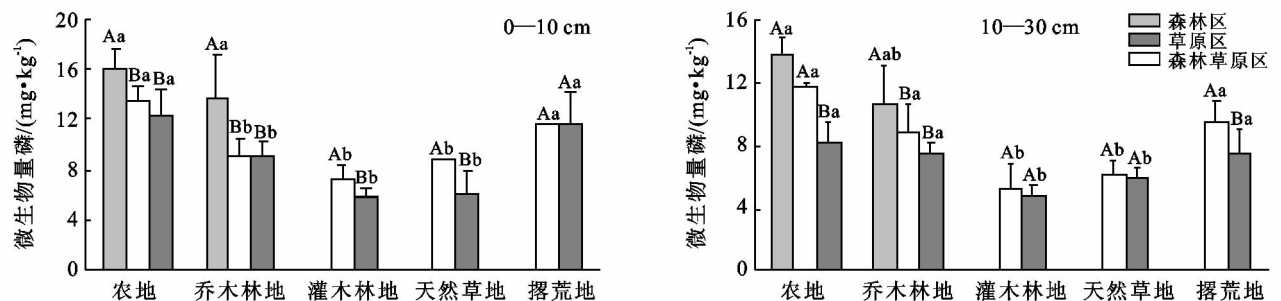 0—10 cm
微生物量磷/(mg•kg⁻¹)
20
16
12
8
4
0
Aa
Ba
Ba
Aa
Bb
Bb
Ab
Bb
Ab
Bb
Aa
Aa
农地 乔木林地 灌木林地 天然草地 撂荒地
10—30 cm
森林区
草原区
森林草原区
微生物量磷/(mg•kg⁻¹)
16
12
8
4
0
Aa
Aa
Ba
Aab
Ba
Ba
Ab
Ab
Ab
Ab
Aa
Ba
农地 乔木林地 灌木林地 天然草地 撂荒地